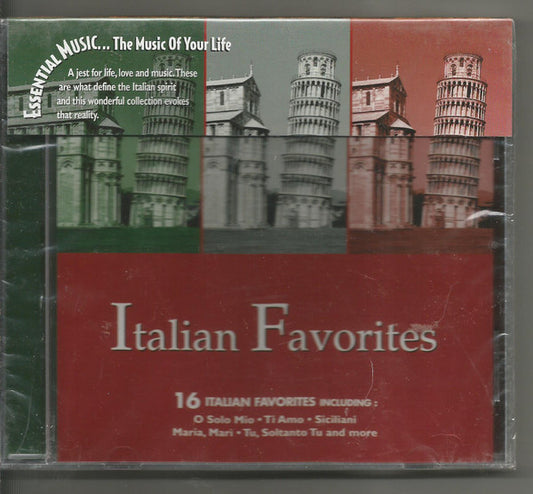 ESSENTIAL MUSIC... The Music Of Your Life
A jest for life, love and music. These
are what define the Italian spirit
and this wonderful collection evokes
that reality.
Italian Favorites
16 ITALIAN FAVORITES INCLUDING :
O Solo Mio • Ti Amo • Siciliani
Maria, Mari • Tu, Soltanto Tu and more